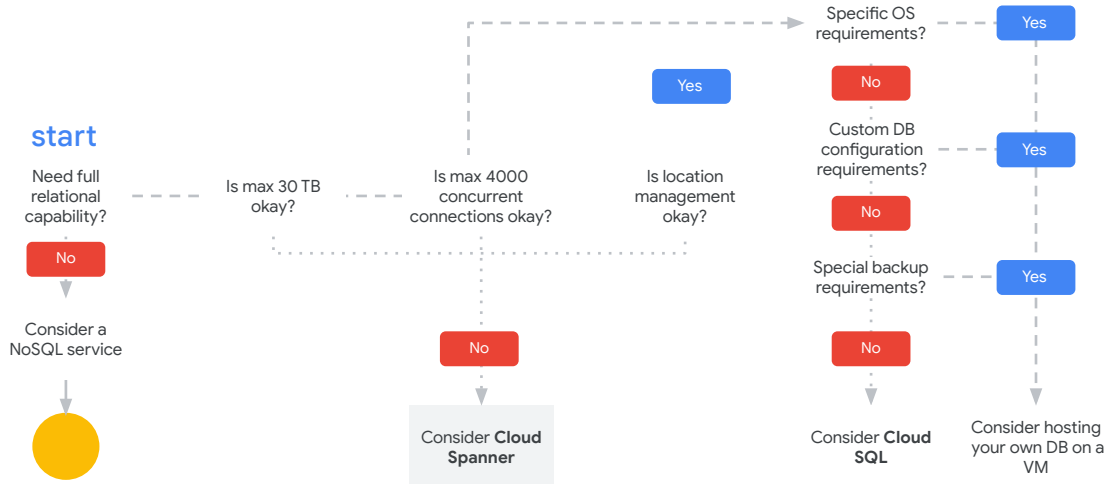 start
Need full
relational
capability?
No
Consider a
NoSQL service
Is max 30 TB
okay?
Is max 4000
concurrent
connections okay?
No
Consider Cloud
Spanner
Yes
Is location
management
okay?
Specific OS
requirements?
Yes
No
Custom DB
configuration
requirements?
Yes
No
Special backup
requirements?
Yes
No
Consider Cloud
SQL
Consider hosting
your own DB on a
VM